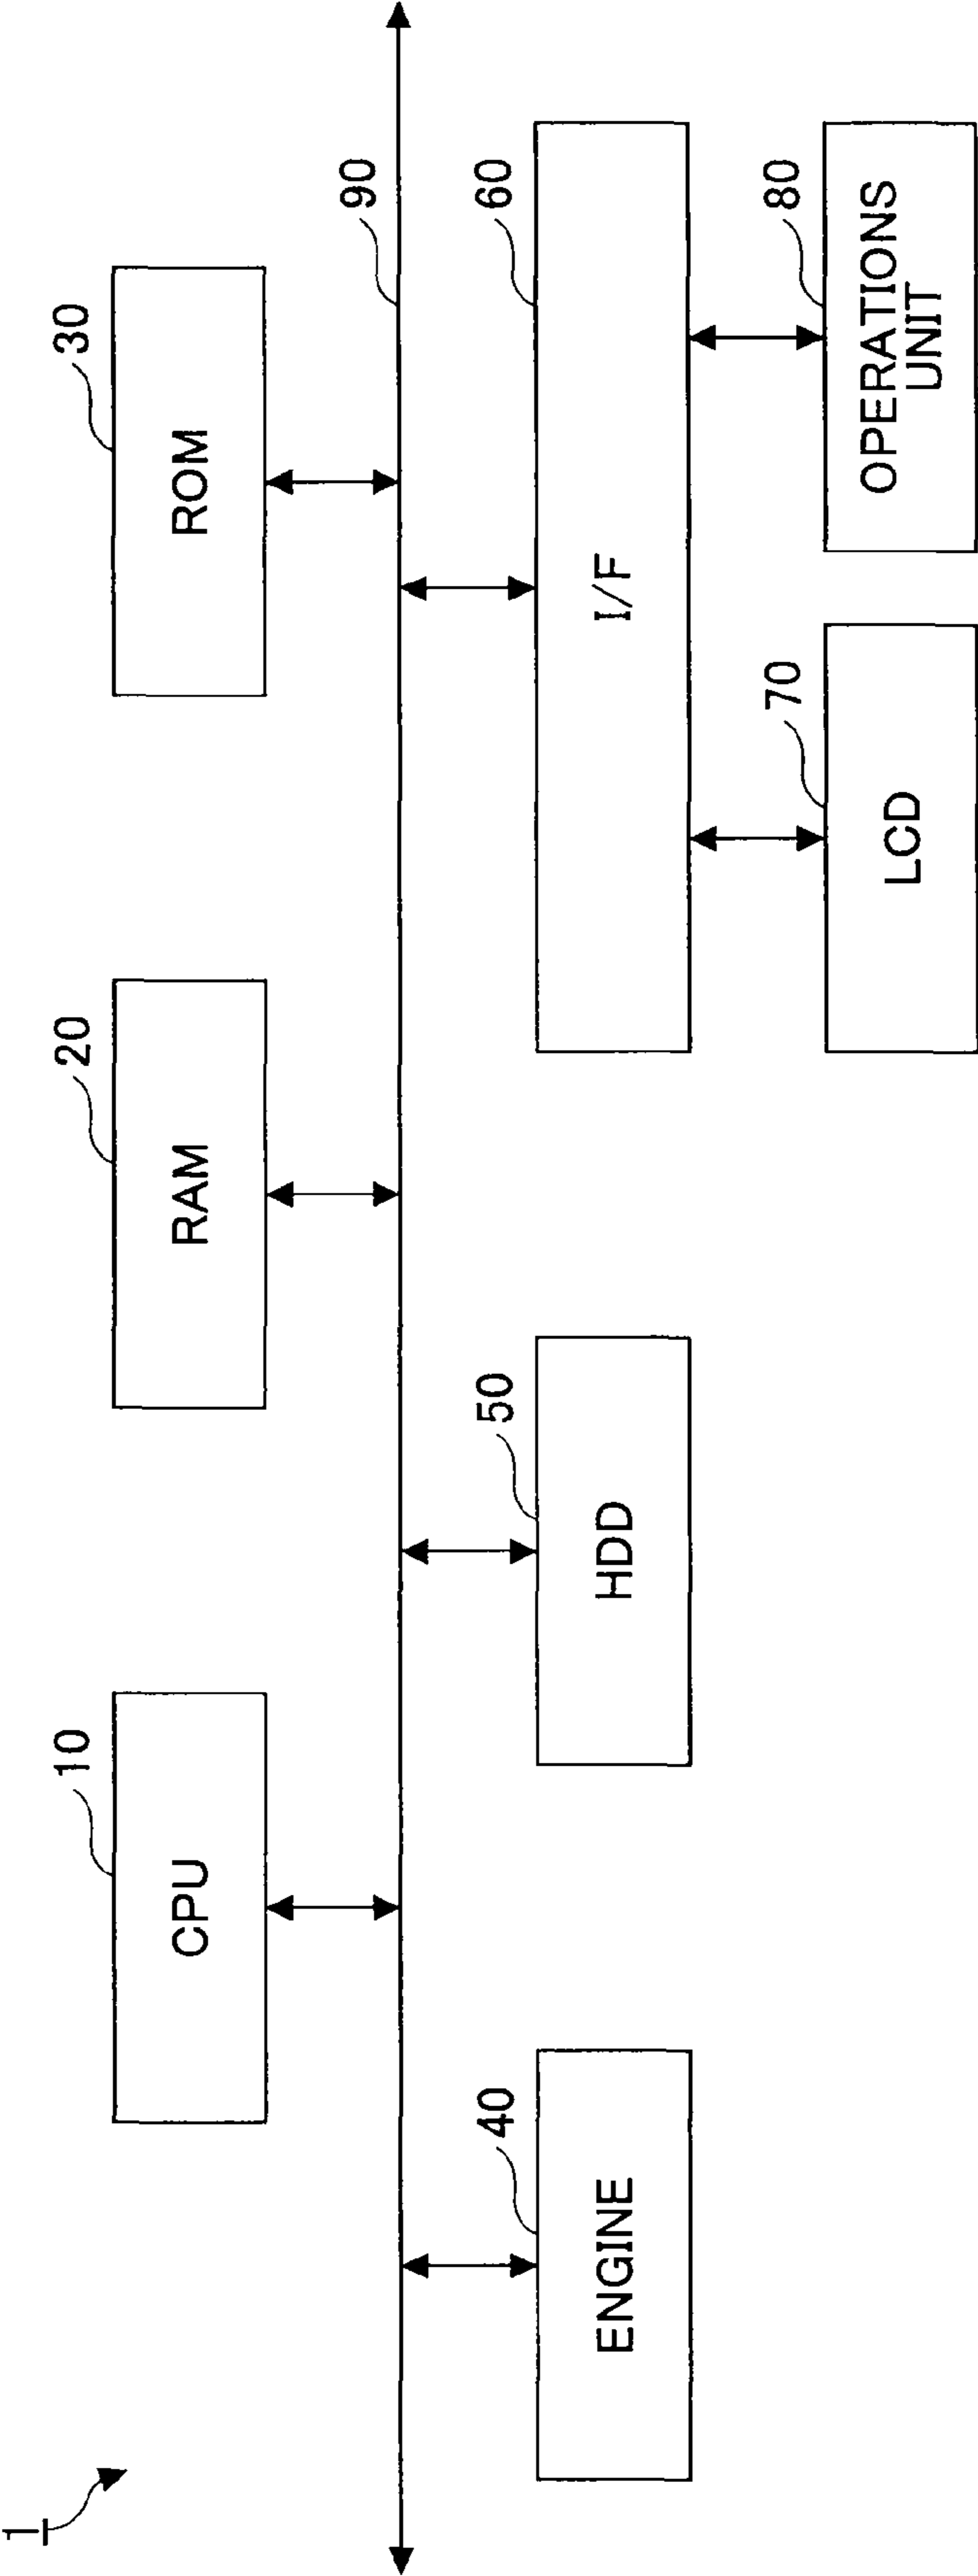 1
10
CPU
20
RAM
30
ROM
90
40
ENGINE
50
HDD
60
I/F
70
LCD
80
OPERATIONS
UNIT